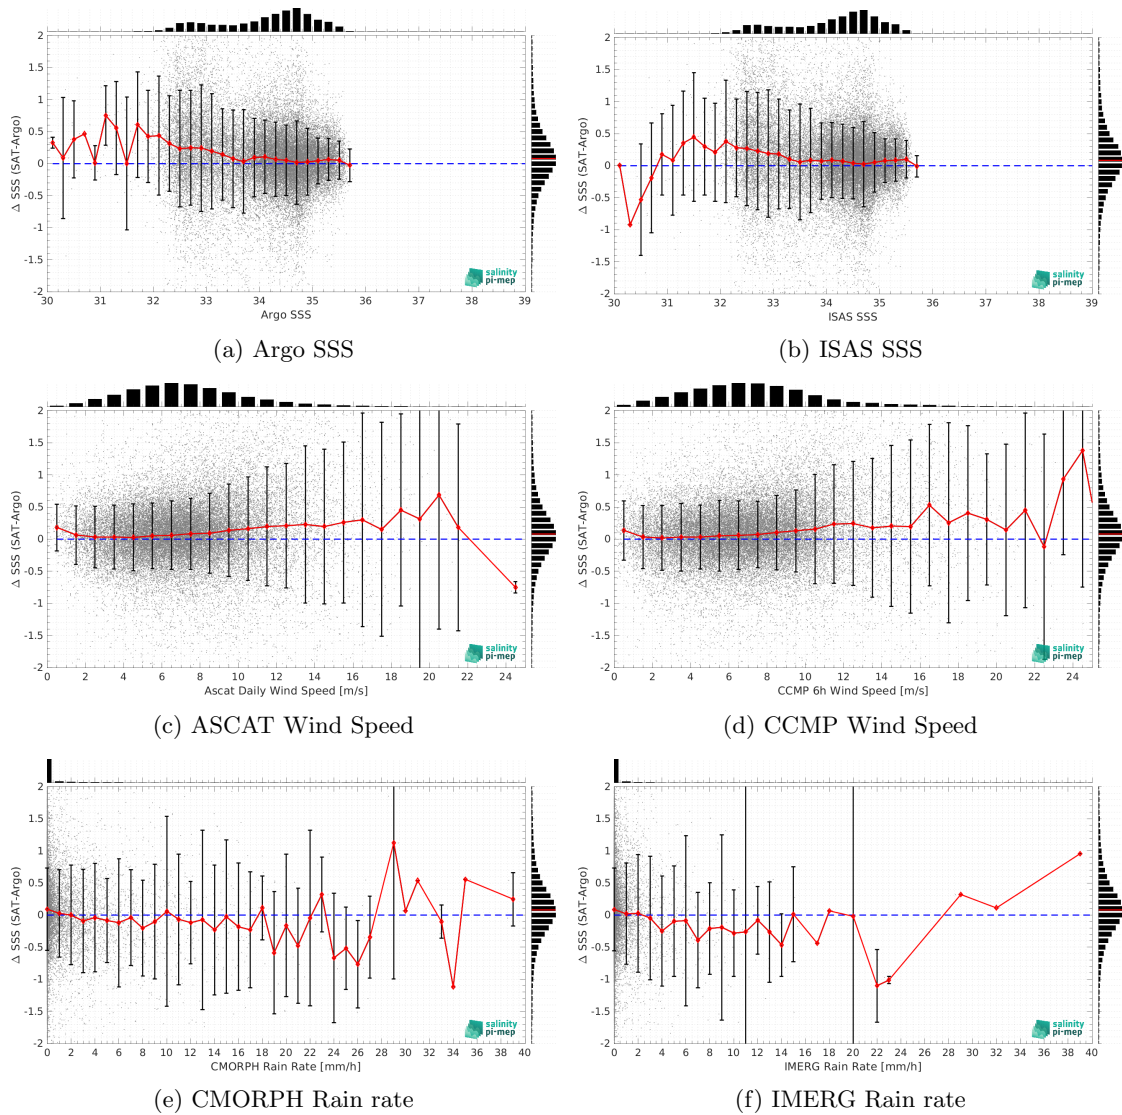 2
1.5
1
0.5
0
-0.5
-1
-1.5
-2
Δ SSS (SAT-Argo)
30 31 32 33 34 35 36 37 38 39
Argo SSS
salinity
pi-mep
(a) Argo SSS
2
1.5
1
0.5
0
-0.5
-1
-1.5
-2
Δ SSS (SAT-Argo)
30 31 32 33 34 35 36 37 38 39
ISAS SSS
salinity
pi-mep
(b) ISAS SSS
2
1.5
1
0.5
0
-0.5
-1
-1.5
-2
Δ SSS (SAT-Argo)
0 2 4 6 8 10 12 14 16 18 20 22 24
Ascat Daily Wind Speed [m/s]
salinity
pi-mep
(c) ASCAT Wind Speed
2
1.5
1
0.5
0
-0.5
-1
-1.5
-2
Δ SSS (SAT-Argo)
0 2 4 6 8 10 12 14 16 18 20 22 24
CCMP 6h Wind Speed [m/s]
salinity
pi-mep
(d) CCMP Wind Speed
2
1.5
1
0.5
0
-0.5
-1
-1.5
-2
Δ SSS (SAT-Argo)
0 2 4 6 8 10 12 14 16 18 20 22 24 26 28 30 32 34 36 38 40
CMORPH Rain Rate [mm/h]
salinity
pi-mep
(e) CMORPH Rain rate
2
1.5
1
0.5
0
-0.5
-1
-1.5
-2
Δ SSS (SAT-Argo)
0 2 4 6 8 10 12 14 16 18 20 22 24 26 28 30 32 34 36 38 40
IMERG Rain Rate [mm/h]
salinity
pi-mep
(f) IMERG Rain rate